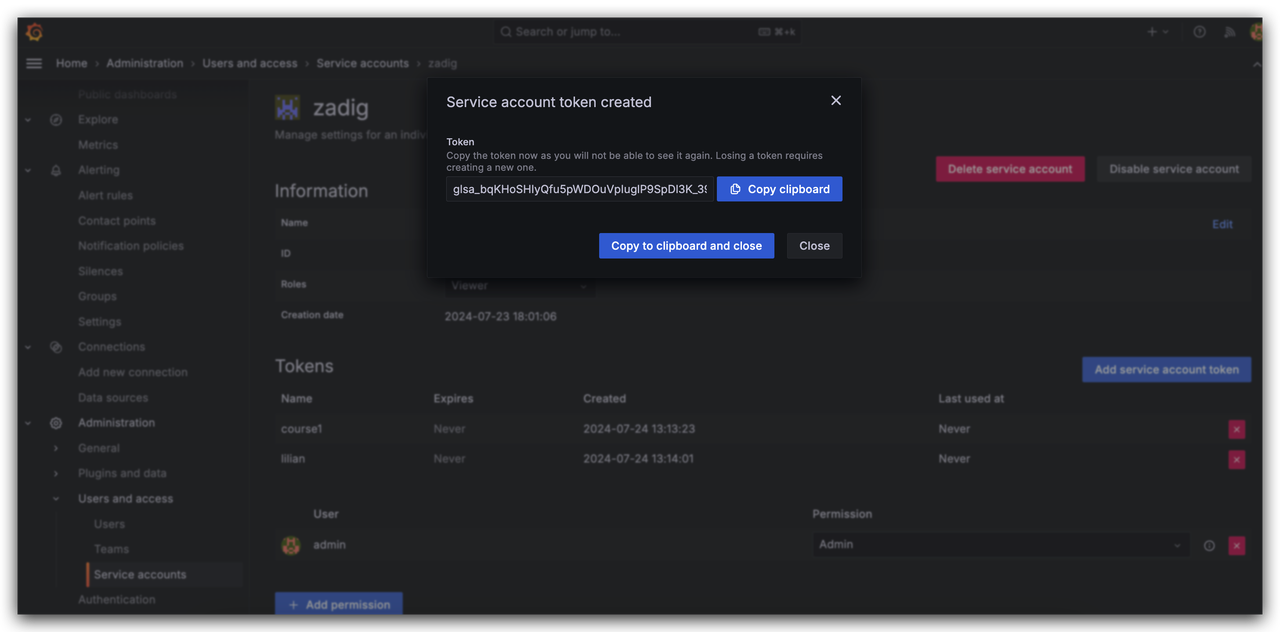 Search or jump to...
⌘+k
Home › Administration › Users and access › Service accounts › zadig
Public dashboards
Explore
Metrics
Alerting
Alert rules
Contact points
Notification policies
Silences
Groups
Settings
Connections
Add new connection
Data sources
Administration
General
Plugins and data
Users and access
Users
Teams
Service accounts
Authentication
zadig
Manage settings for an indiv
Delete service account
Disable service account
Service account token created
Token
Copy the token now as you will not be able to see it again. Losing a token requires
creating a new one.
Copy clipboard
Copy to clipboard and close
Close
Information
Name
Edit
ID
Roles
Viewer
Creation date
2024-07-23 18:01:06
Tokens
Add service account token
Name Expires Created Last used at
course1 Never 2024-07-24 13:13:23 Never
lilian Never 2024-07-24 13:14:01 Never
User Permission
admin Admin
Add permission